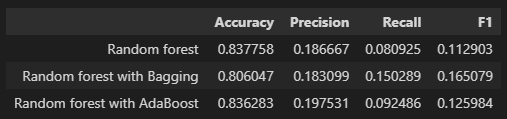 Accuracy Precision Recall F1
Random forest 0.837758 0.186667 0.080925 0.112903
Random forest with Bagging 0.806047 0.183099 0.150289 0.165079
Random forest with AdaBoost 0.836283 0.197531 0.092486 0.125984